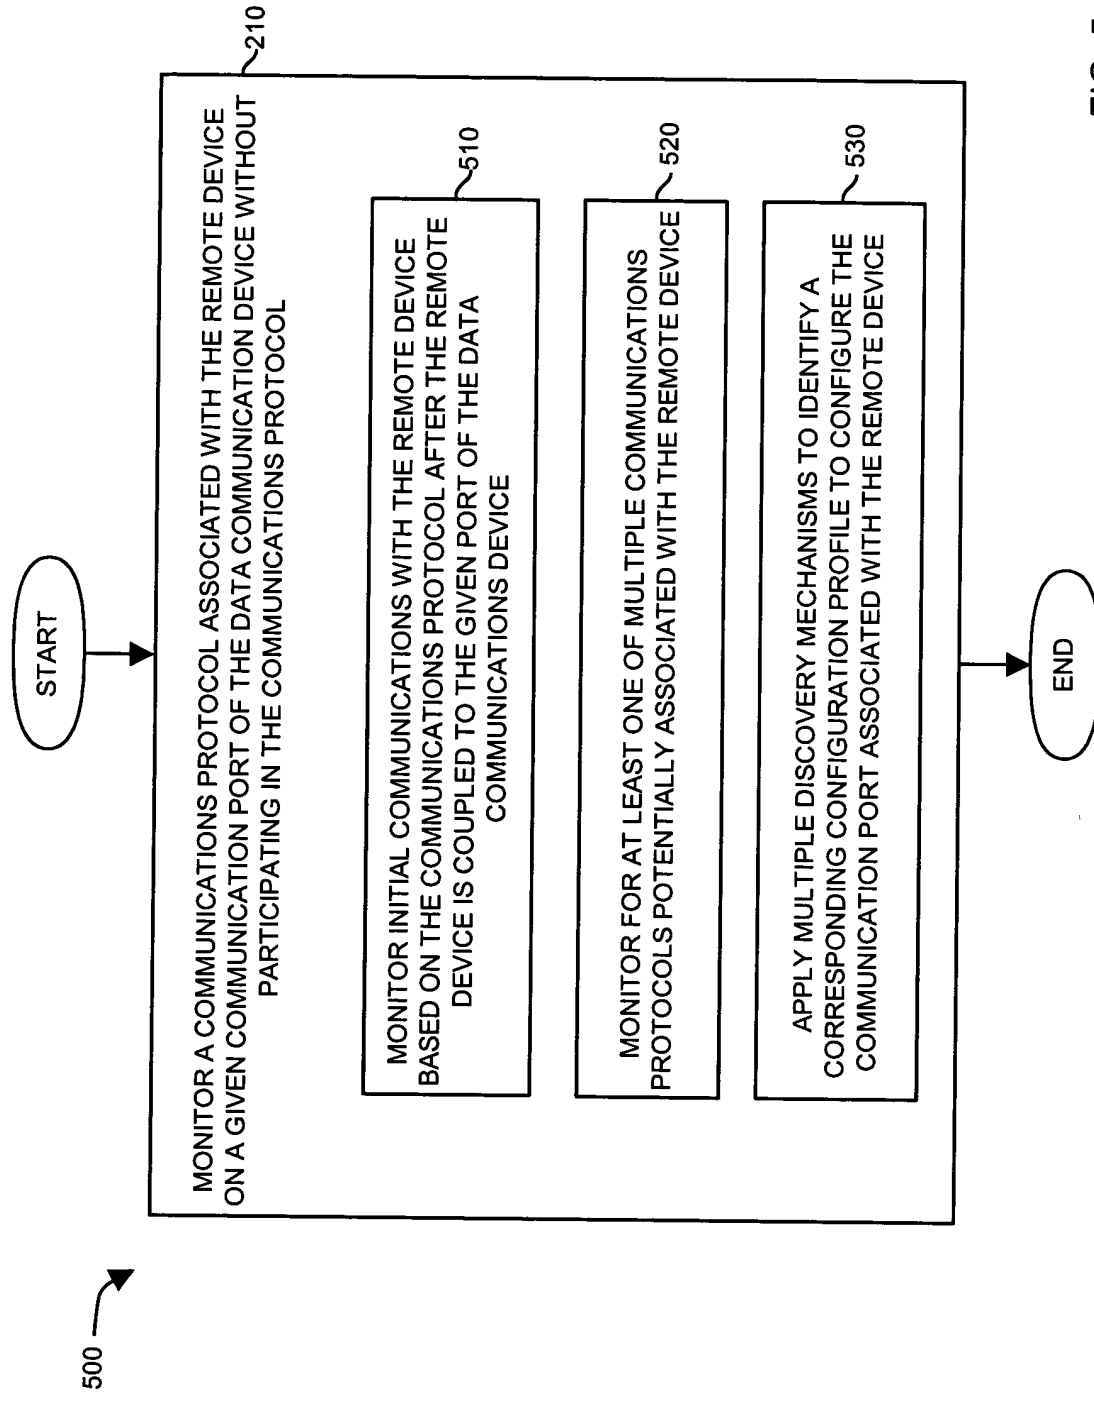 500
START
210
MONITOR A COMMUNICATIONS PROTOCOL ASSOCIATED WITH THE REMOTE DEVICE
ON A GIVEN COMMUNICATION PORT OF THE DATA COMMUNICATION DEVICE WITHOUT
PARTICIPATING IN THE COMMUNICATIONS PROTOCOL
510
MONITOR INITIAL COMMUNICATIONS WITH THE REMOTE DEVICE
BASED ON THE COMMUNICATIONS PROTOCOL AFTER THE REMOTE
DEVICE IS COUPLED TO THE GIVEN PORT OF THE DATA
COMMUNICATIONS DEVICE
520
MONITOR FOR AT LEAST ONE OF MULTIPLE COMMUNICATIONS
PROTOCOLS POTENTIALLY ASSOCIATED WITH THE REMOTE DEVICE
530
APPLY MULTIPLE DISCOVERY MECHANISMS TO IDENTIFY A
CORRESPONDING CONFIGURATION PROFILE TO CONFIGURE THE
COMMUNICATION PORT ASSOCIATED WITH THE REMOTE DEVICE
END